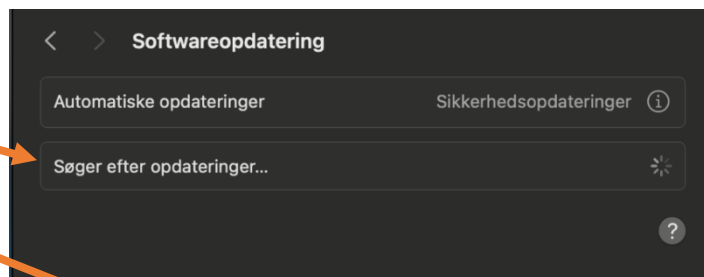 Softwareopdatering
Automatiske opdateringer Sikkerhedsopdateringer
Søger efter opdateringer...
?